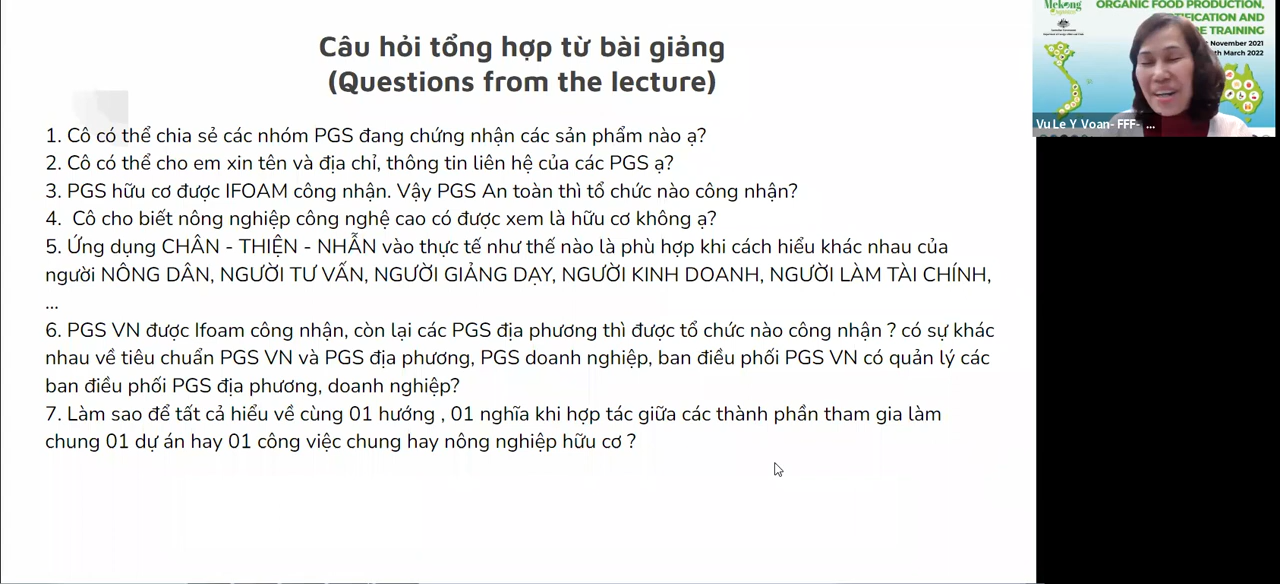 Câu hỏi tổng hợp từ bài giảng
(Questions from the lecture)
1. Cô có thể chia sẻ các nhóm PGS đang chứng nhận các sản phẩm nào ạ?
2. Cô có thể cho em xin tên và địa chỉ, thông tin liên hệ của các PGS ạ?
3. PGS hữu cơ được IFOAM công nhận. Vậy PGS An toàn thì tổ chức nào công nhận?
4. Cô cho biết nông nghiệp công nghệ cao có được xem là hữu cơ không ạ?
5. Ứng dụng CHÂN - THIỆN - NHẪN vào thực tế như thế nào là phù hợp khi cách hiểu khác nhau của
người NÔNG DÂN, NGƯỜI TƯ VẤN, NGƯỜI GIẢNG DẠY, NGƯỜI KINH DOANH, NGƯỜI LÀM TÀI CHÍNH,
...
6. PGS VN được Ifoam công nhận, còn lại các PGS địa phương thì được tổ chức nào công nhận ? có sự khác
nhau về tiêu chuẩn PGS VN và PGS địa phương, PGS doanh nghiệp, ban điều phối PGS VN có quản lý các
ban điều phối PGS địa phương, doanh nghiệp?
7. Làm sao để tất cả hiểu về cùng 01 hướng , 01 nghĩa khi hợp tác giữa các thành phần tham gia làm
chung 01 dự án hay 01 công việc chung hay nông nghiệp hữu cơ ?
Mekong
ORGANIC FOOD PRODUCTION,
FICATION AND
TRAINING
November 2021
March 2022
Vu Le Y Voan- FFF- ...